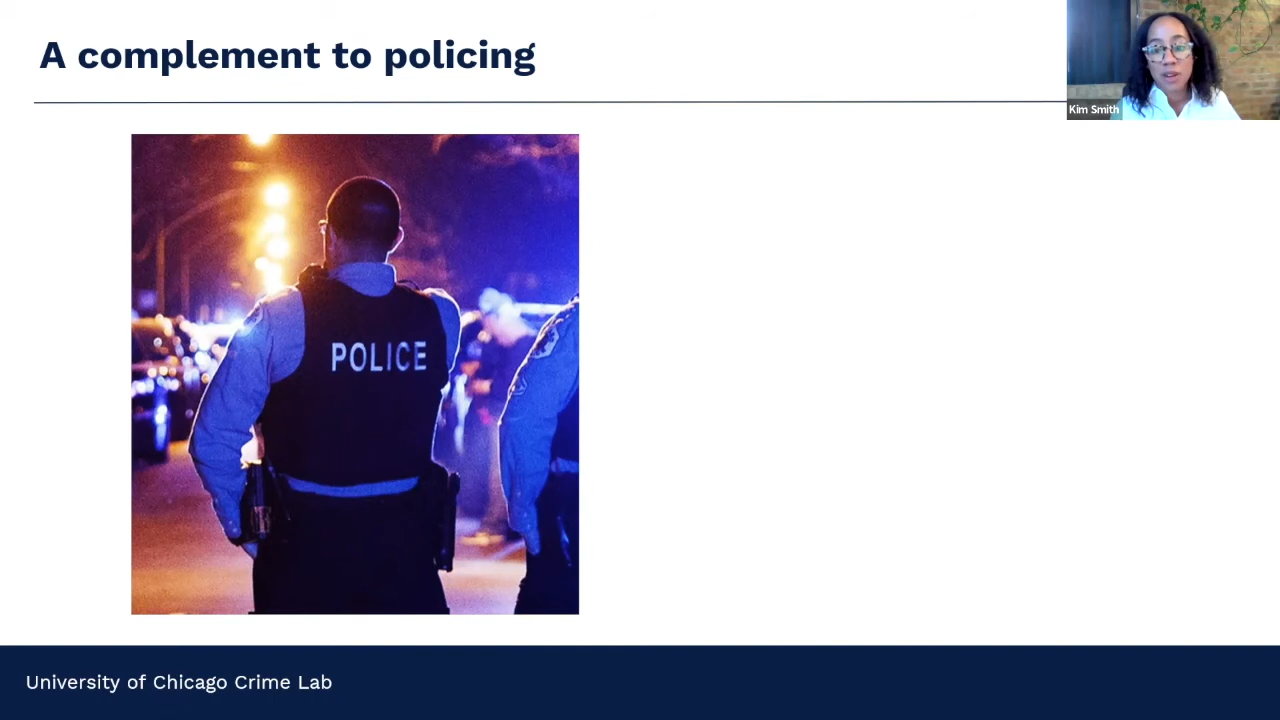 A complement to policing
Kim Smith
POLICE
University of Chicago Crime Lab